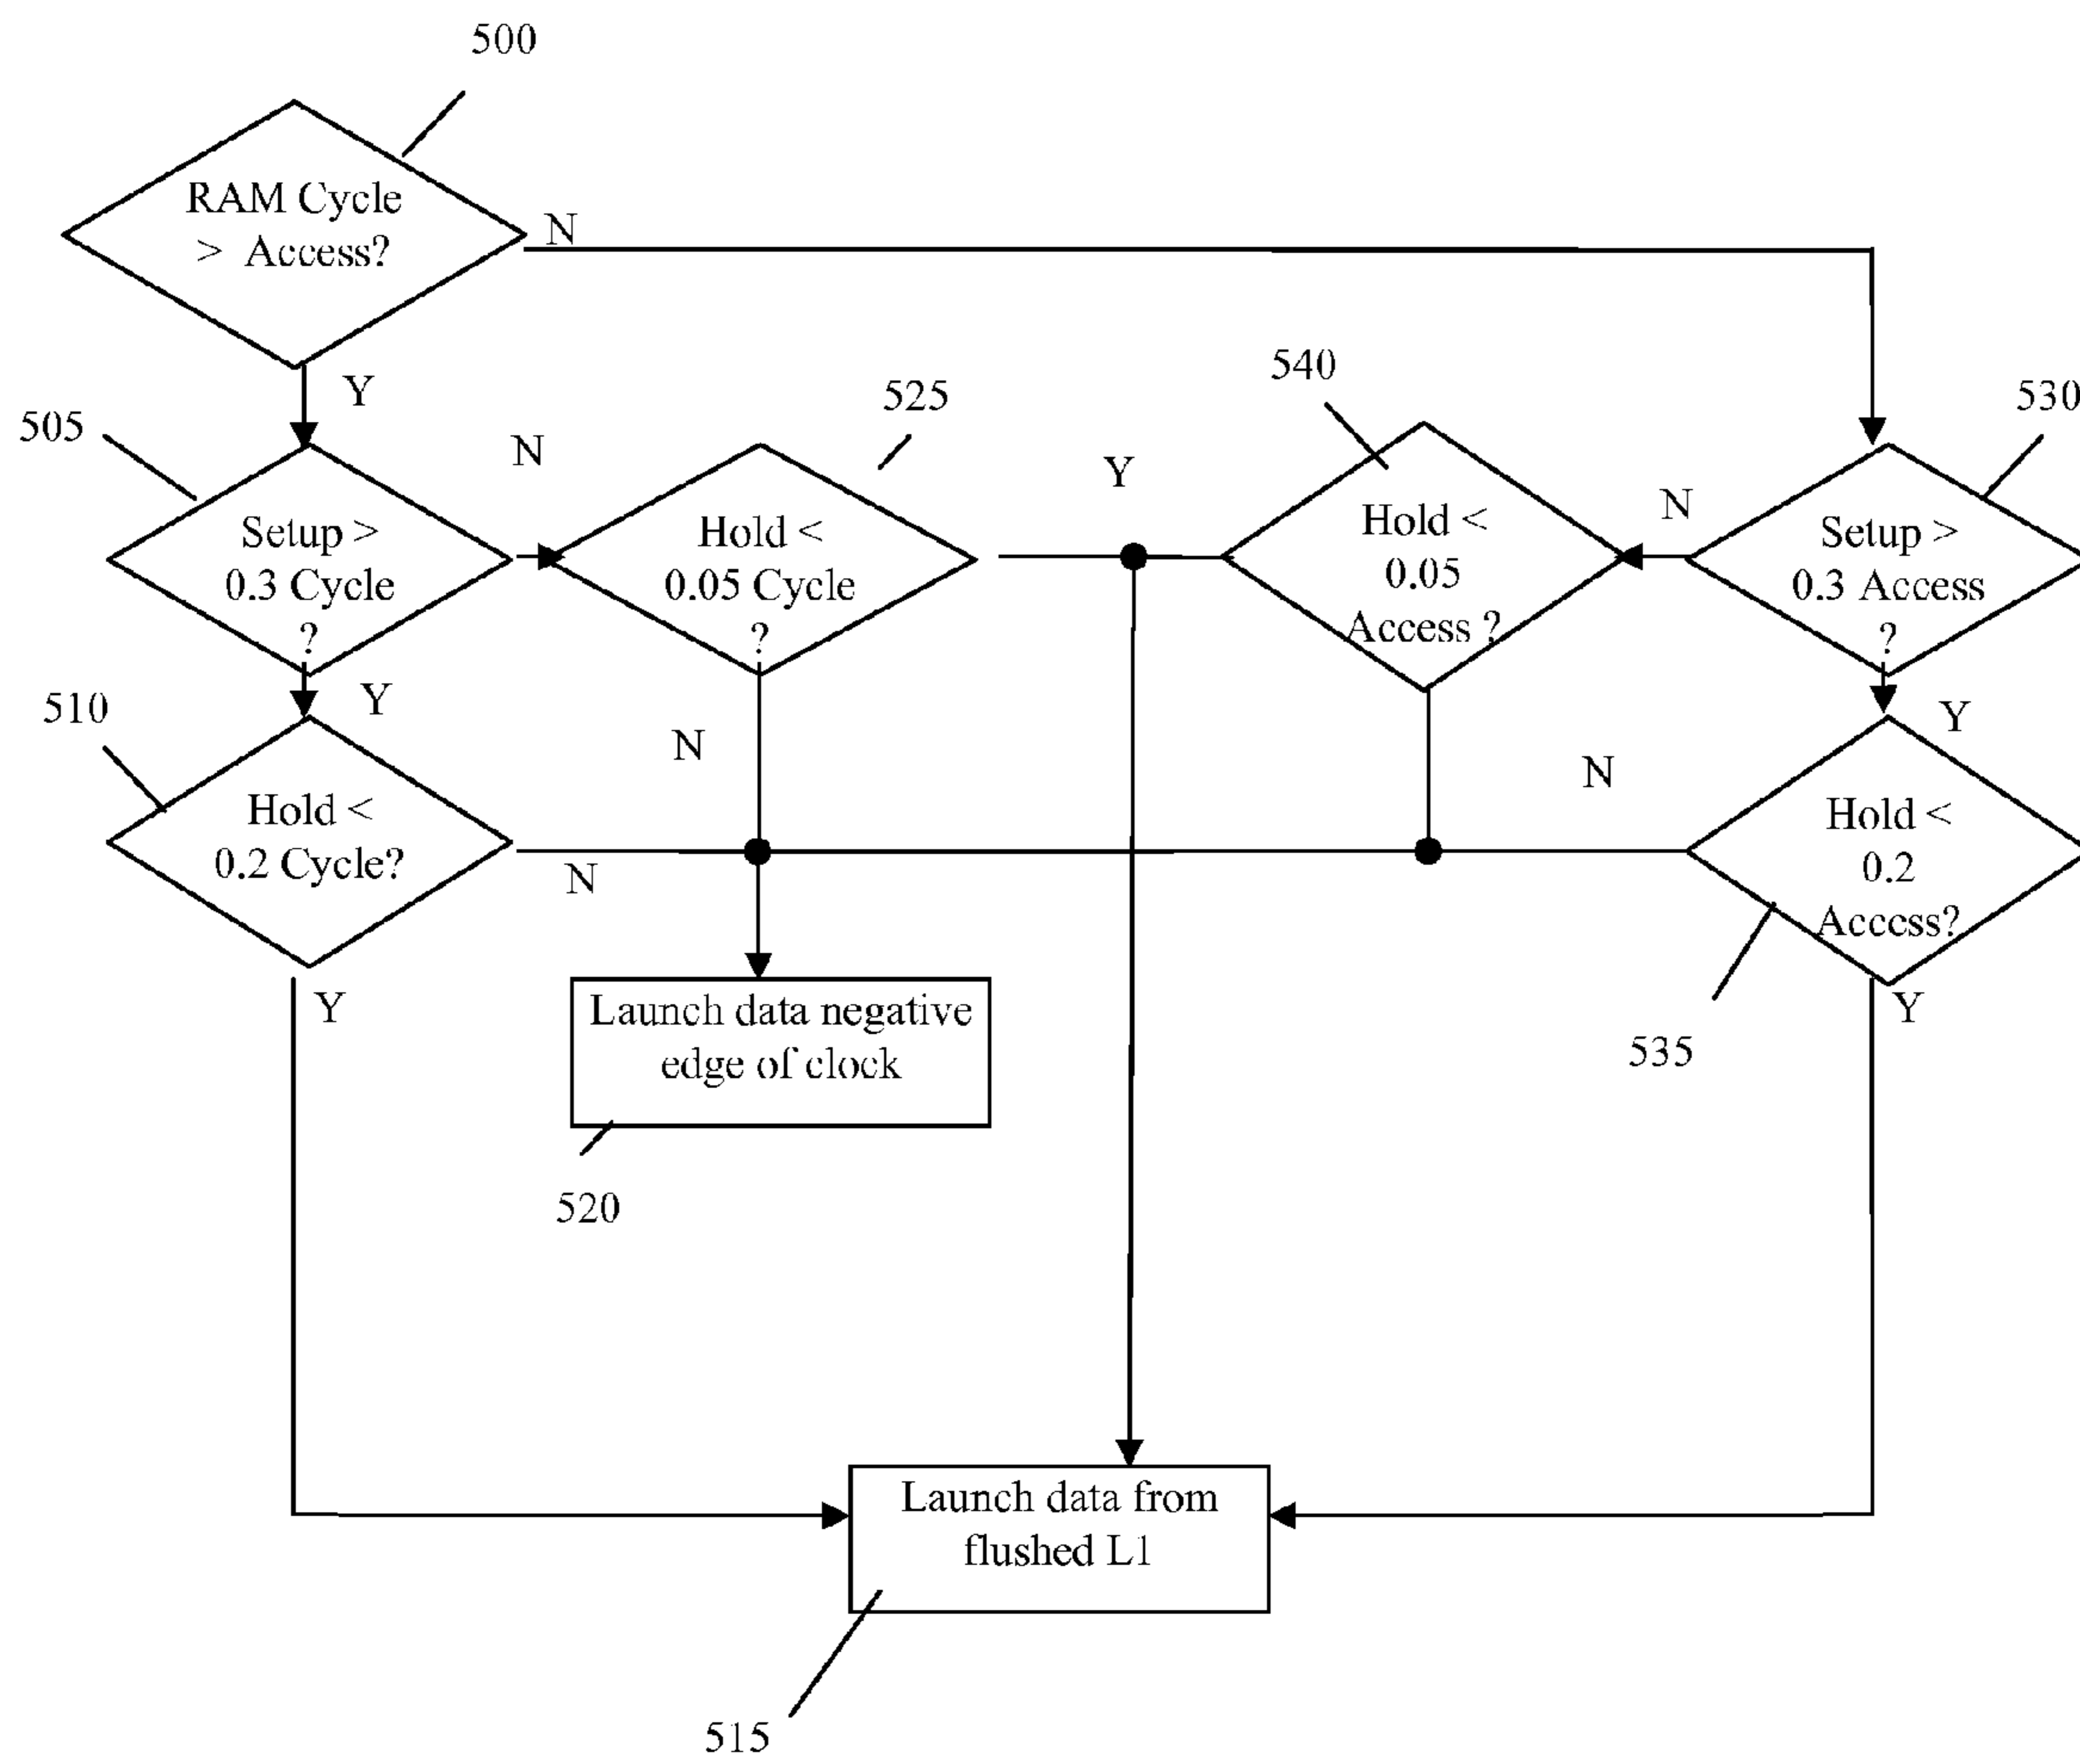 500
RAM Cycle
> Access?
N
Y
540
525
530
505
N
Y
N
Setup >
0.3 Cycle
?
Hold <
0.05 Cycle
?
Hold <
0.05
Access ?
Setup >
0.3 Access
?
Y
510
N
N
Y
Hold <
0.2 Cycle?
N
Hold <
0.2
Access?
Y
Launch data negative
edge of clock
Y
535
520
Launch data from
flushed L1
515